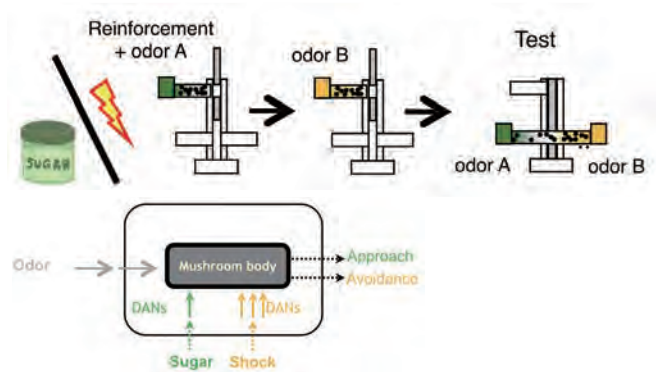 Reinforcement
+ odor A
odor B
Test
SUGAR
odor A
odor B
Odor
Mushroom body
Approach
Avoidance
DANs
DANs
Sugar
Shock